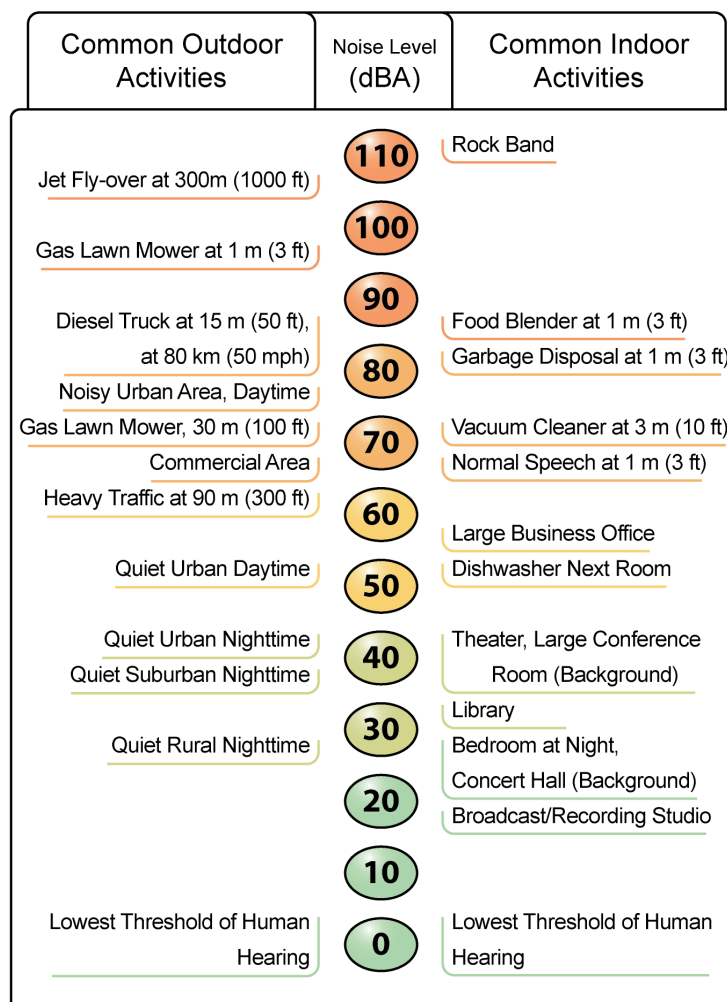 Common Outdoor
Activities
Noise Level
(dBA)
Common Indoor
Activities
110
Rock Band
Jet Fly-over at 300m (1000 ft)
100
Gas Lawn Mower at 1 m (3 ft)
90
Diesel Truck at 15 m (50 ft),
Food Blender at 1 m (3 ft)
at 80 km (50 mph)
80
Garbage Disposal at 1 m (3 ft)
Noisy Urban Area, Daytime
Gas Lawn Mower, 30 m (100 ft)
70
Vacuum Cleaner at 3 m (10 ft)
Commercial Area
Normal Speech at 1 m (3 ft)
Heavy Traffic at 90 m (300 ft)
60
Large Business Office
Quiet Urban Daytime
50
Dishwasher Next Room
Quiet Urban Nighttime
40
Theater, Large Conference
Quiet Suburban Nighttime
Room (Background)
30
Library
Quiet Rural Nighttime
Bedroom at Night,
Concert Hall (Background)
20
Broadcast/Recording Studio
10
Lowest Threshold of Human
Hearing
0
Lowest Threshold of Human
Hearing